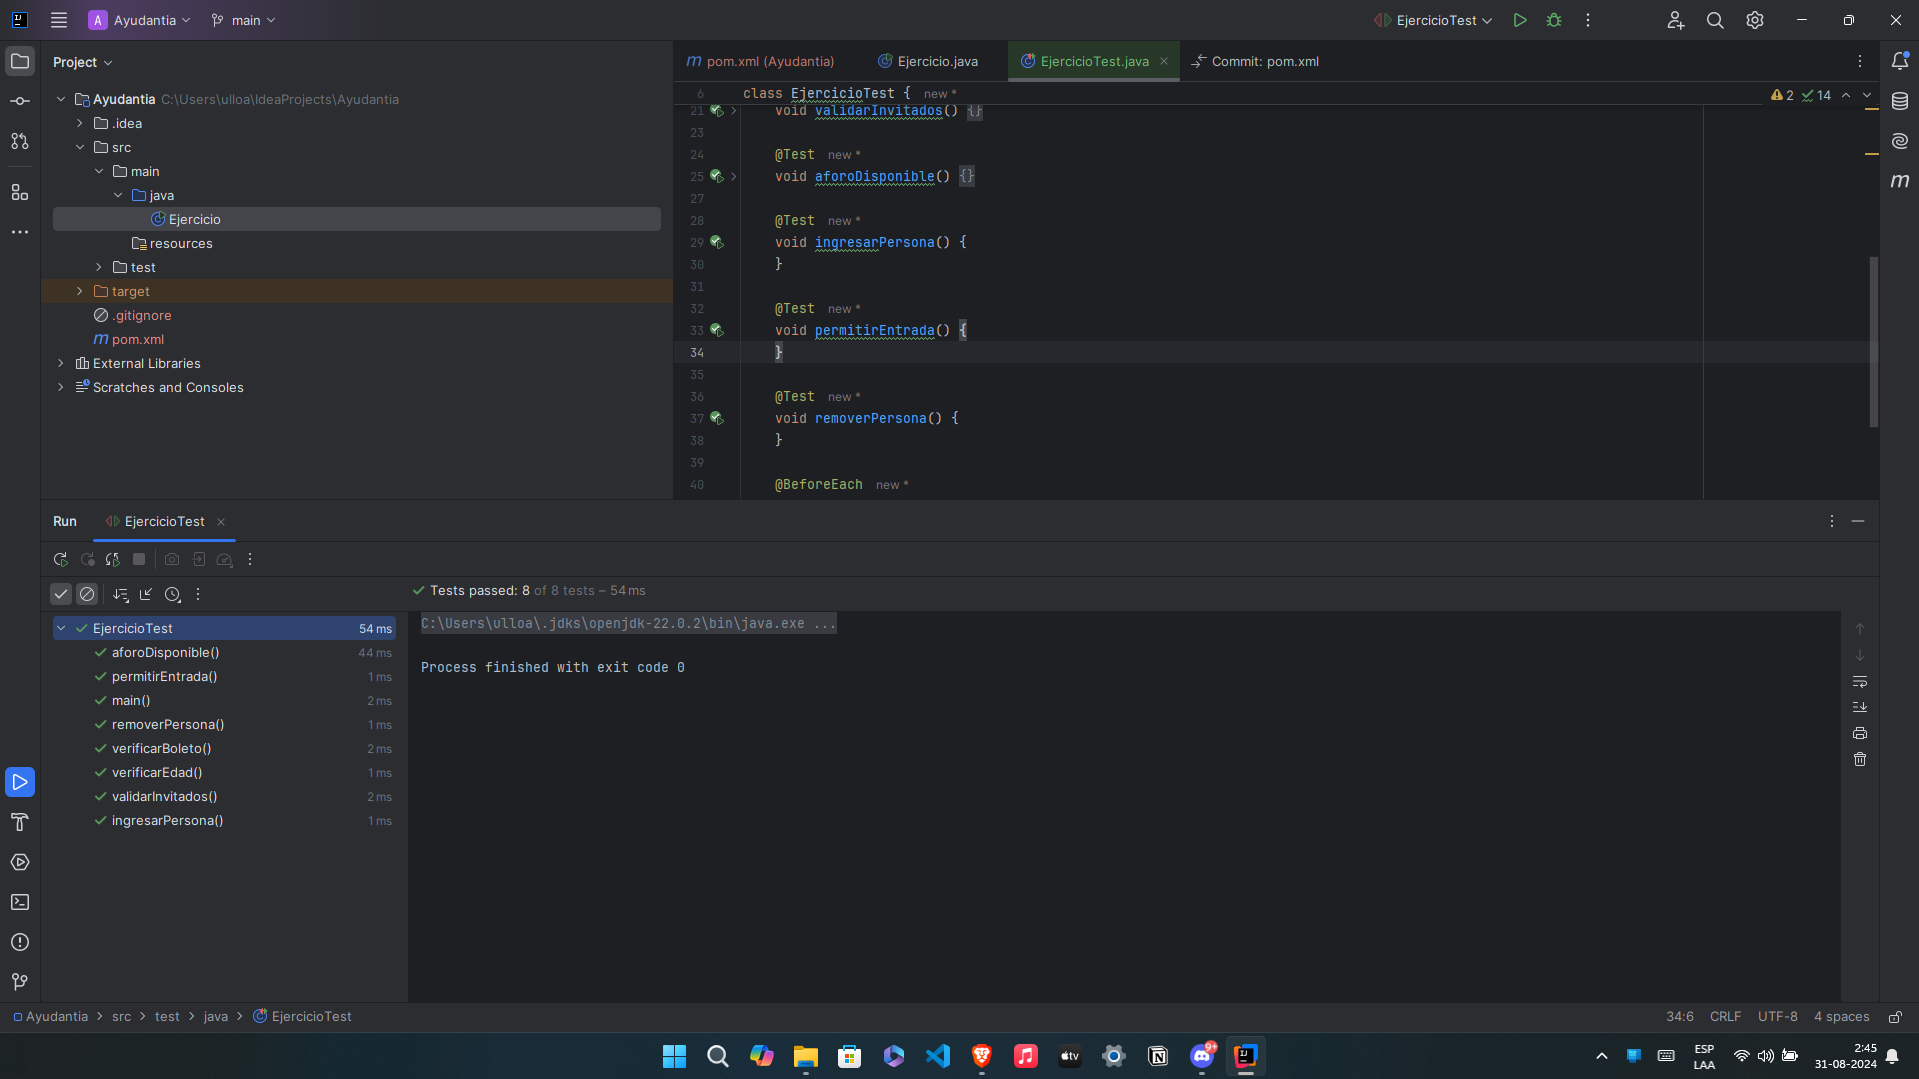 A Ayudantia main EjercicioTest
Project
Ayudantia C:\Users\ulloa\IdeaProjects\Ayudantia
.idea
src
main
java
Ejercicio
resources
test
target
.gitignore
m pom.xml
External Libraries
Scratches and Consoles
m pom.xml (Ayudantia) Ejercicio.java EjercicioTest.java Commit: pom.xml
6 class EjercicioTest { new *
2 14
21 void validarInvitados() {}
23
24 @Test new *
25 void aforoDisponible() {}
27
28 @Test new *
29 void ingresarPersona() {
30 }
31
32 @Test new *
33 void permitirEntrada() {
34 }
35
36 @Test new *
37 void removerPersona() {
38 }
39
40 @BeforeEach new *
m
Run EjercicioTest
Tests passed: 8 of 8 tests – 54 ms
EjercicioTest 54 ms
aforoDisponible() 44 ms
permitirEntrada() 1 ms
main() 2 ms
removerPersona() 1 ms
verificarBoleto() 2 ms
verificarEdad() 1 ms
validarInvitados() 2 ms
ingresarPersona() 1 ms
C:\Users\ulloa\.jdks\openjdk-22.0.2\bin\java.exe ...
Process finished with exit code 0
Ayudantia > src > test > java > EjercicioTest
34:6 CRLF UTF-8 4 spaces
tv
9+
ESP
LAA
2:45
31-08-2024